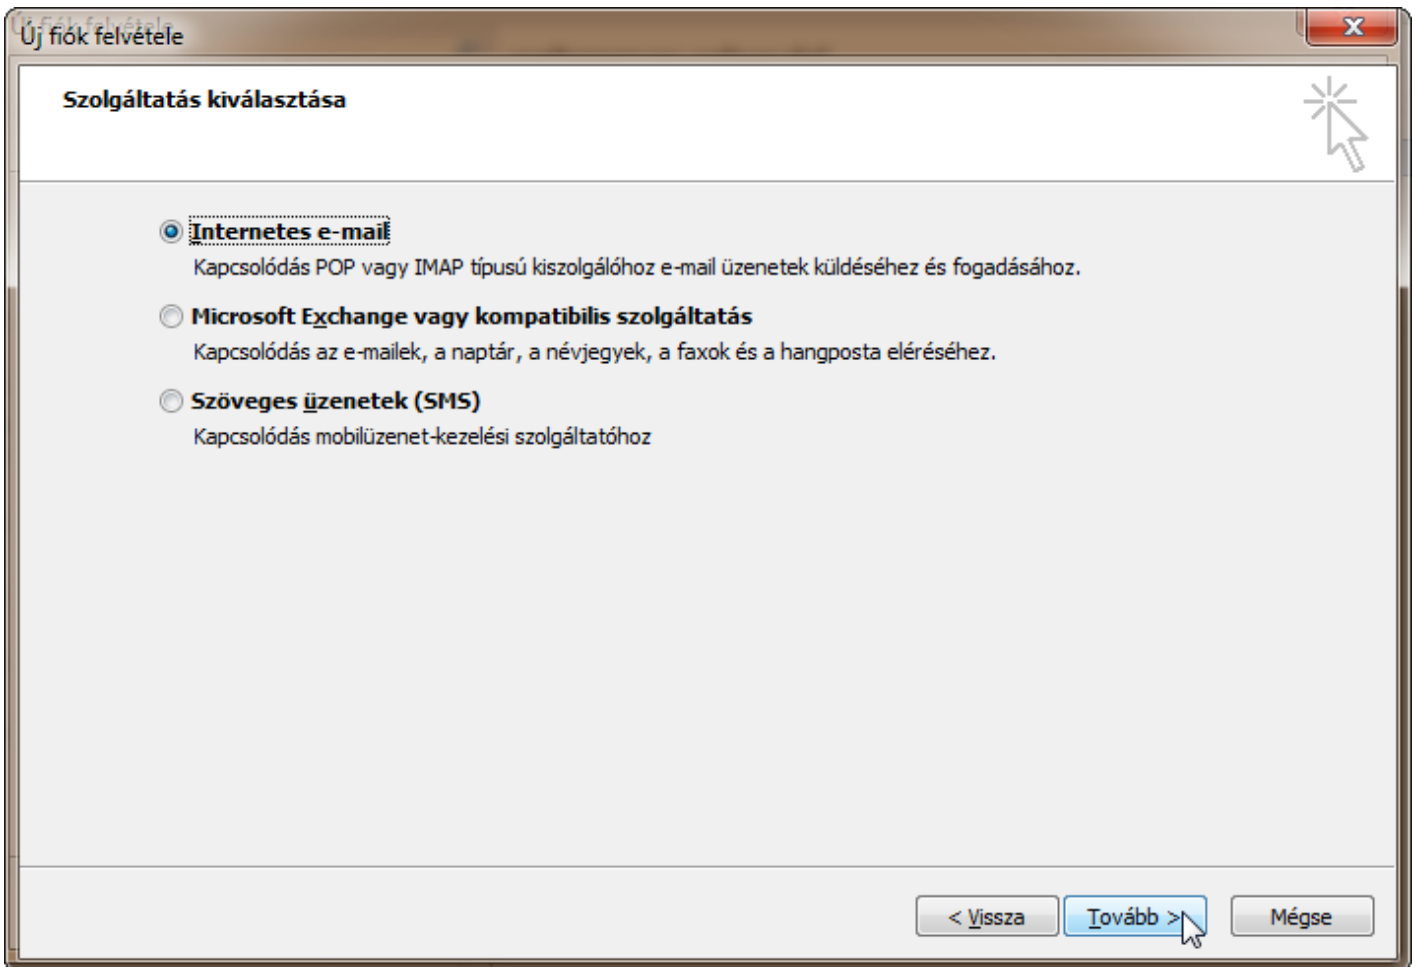 Új fiók felvétele
Szolgáltatás kiválasztása
Internetes e-mail
Kapcsolódás POP vagy IMAP típusú kiszolgálóhoz e-mail üzenetek küldéséhez és fogadásához.
Microsoft Exchange vagy kompatibilis szolgáltatás
Kapcsolódás az e-mailek, a naptár, a névjegyek, a faxok és a hangposta eléréséhez.
Szöveges üzenetek (SMS)
Kapcsolódás mobilüzenet-kezelési szolgáltatóhoz
< Vissza
Tovább >
Mégse